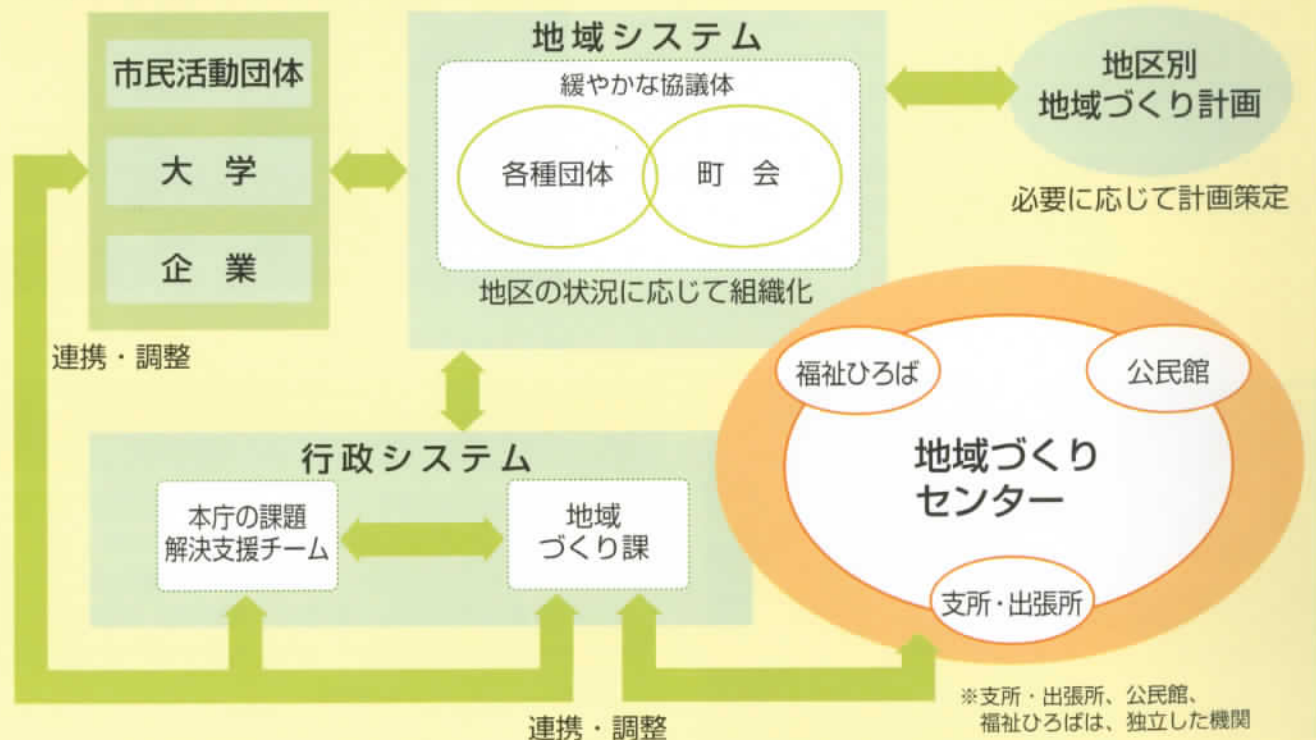 市民活動団体
大学
企業
連携・調整
地域システム
緩やかな協議体
各種団体
町会
地区の状況に応じて組織化
地区別
地域づくり計画
必要に応じて計画策定
行政システム
本庁の課題
解決支援チーム
地域
づくり課
福祉ひろば
公民館
地域づくり
センター
支所・出張所
連携・調整
※支所・出張所、公民館、
福祉ひろばは、独立した機関